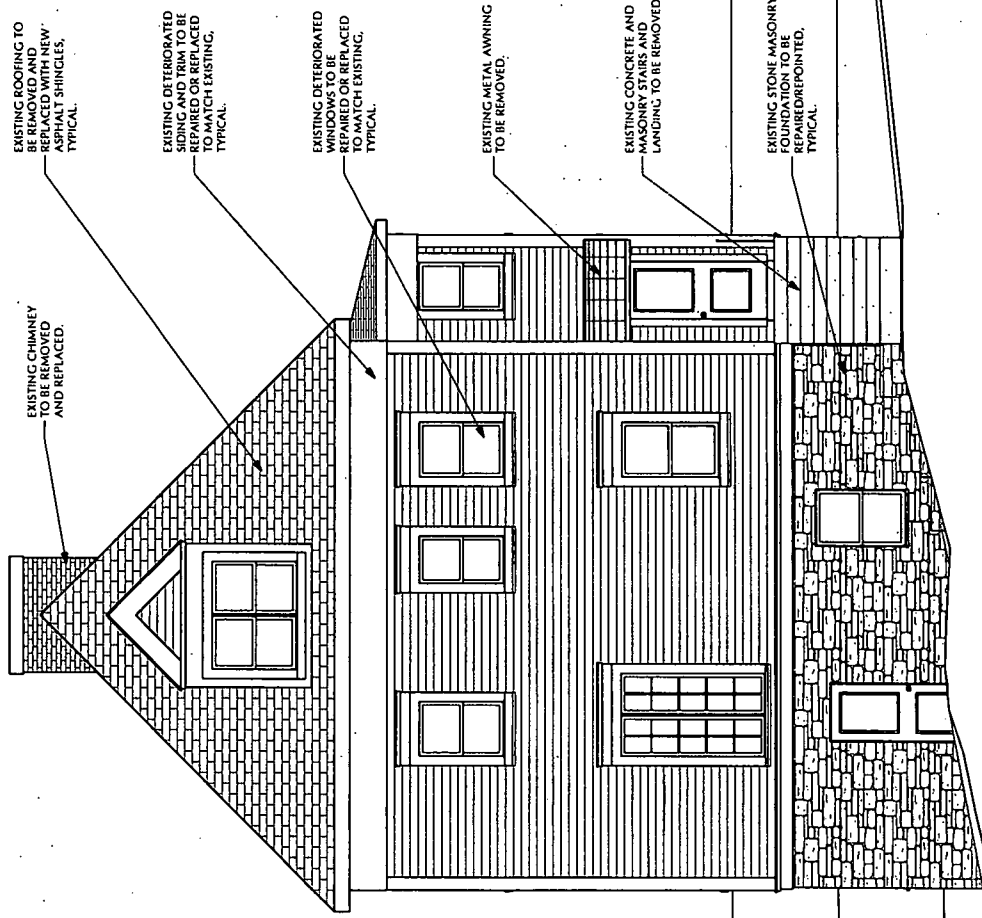 EXISTING CHIMNEY
TO BE REMOVED
AND REPLACED.
EXISTING ROOFING TO
BE REMOVED AND
REPLACED WITH NEW
ASPHALT SHINGLES,
TYPICAL.
EXISTING DETERIORATED
SIDING AND TRIM TO BE
REPAIRED OR REPLACED
TO MATCH EXISTING,
TYPICAL.
EXISTING DETERIORATED
WINDOWS TO BE
REPAIRED OR REPLACED
TO MATCH EXISTING,
TYPICAL.
EXISTING METAL AWNING
TO BE REMOVED.
EXISTING CONCRETE AND
MASONRY STAIRS AND
LANDING TO BE REMOVED
EXISTING STONE MASONRY
FOUNDATION TO BE
REPAIRED/REPOINTED,
TYPICAL.